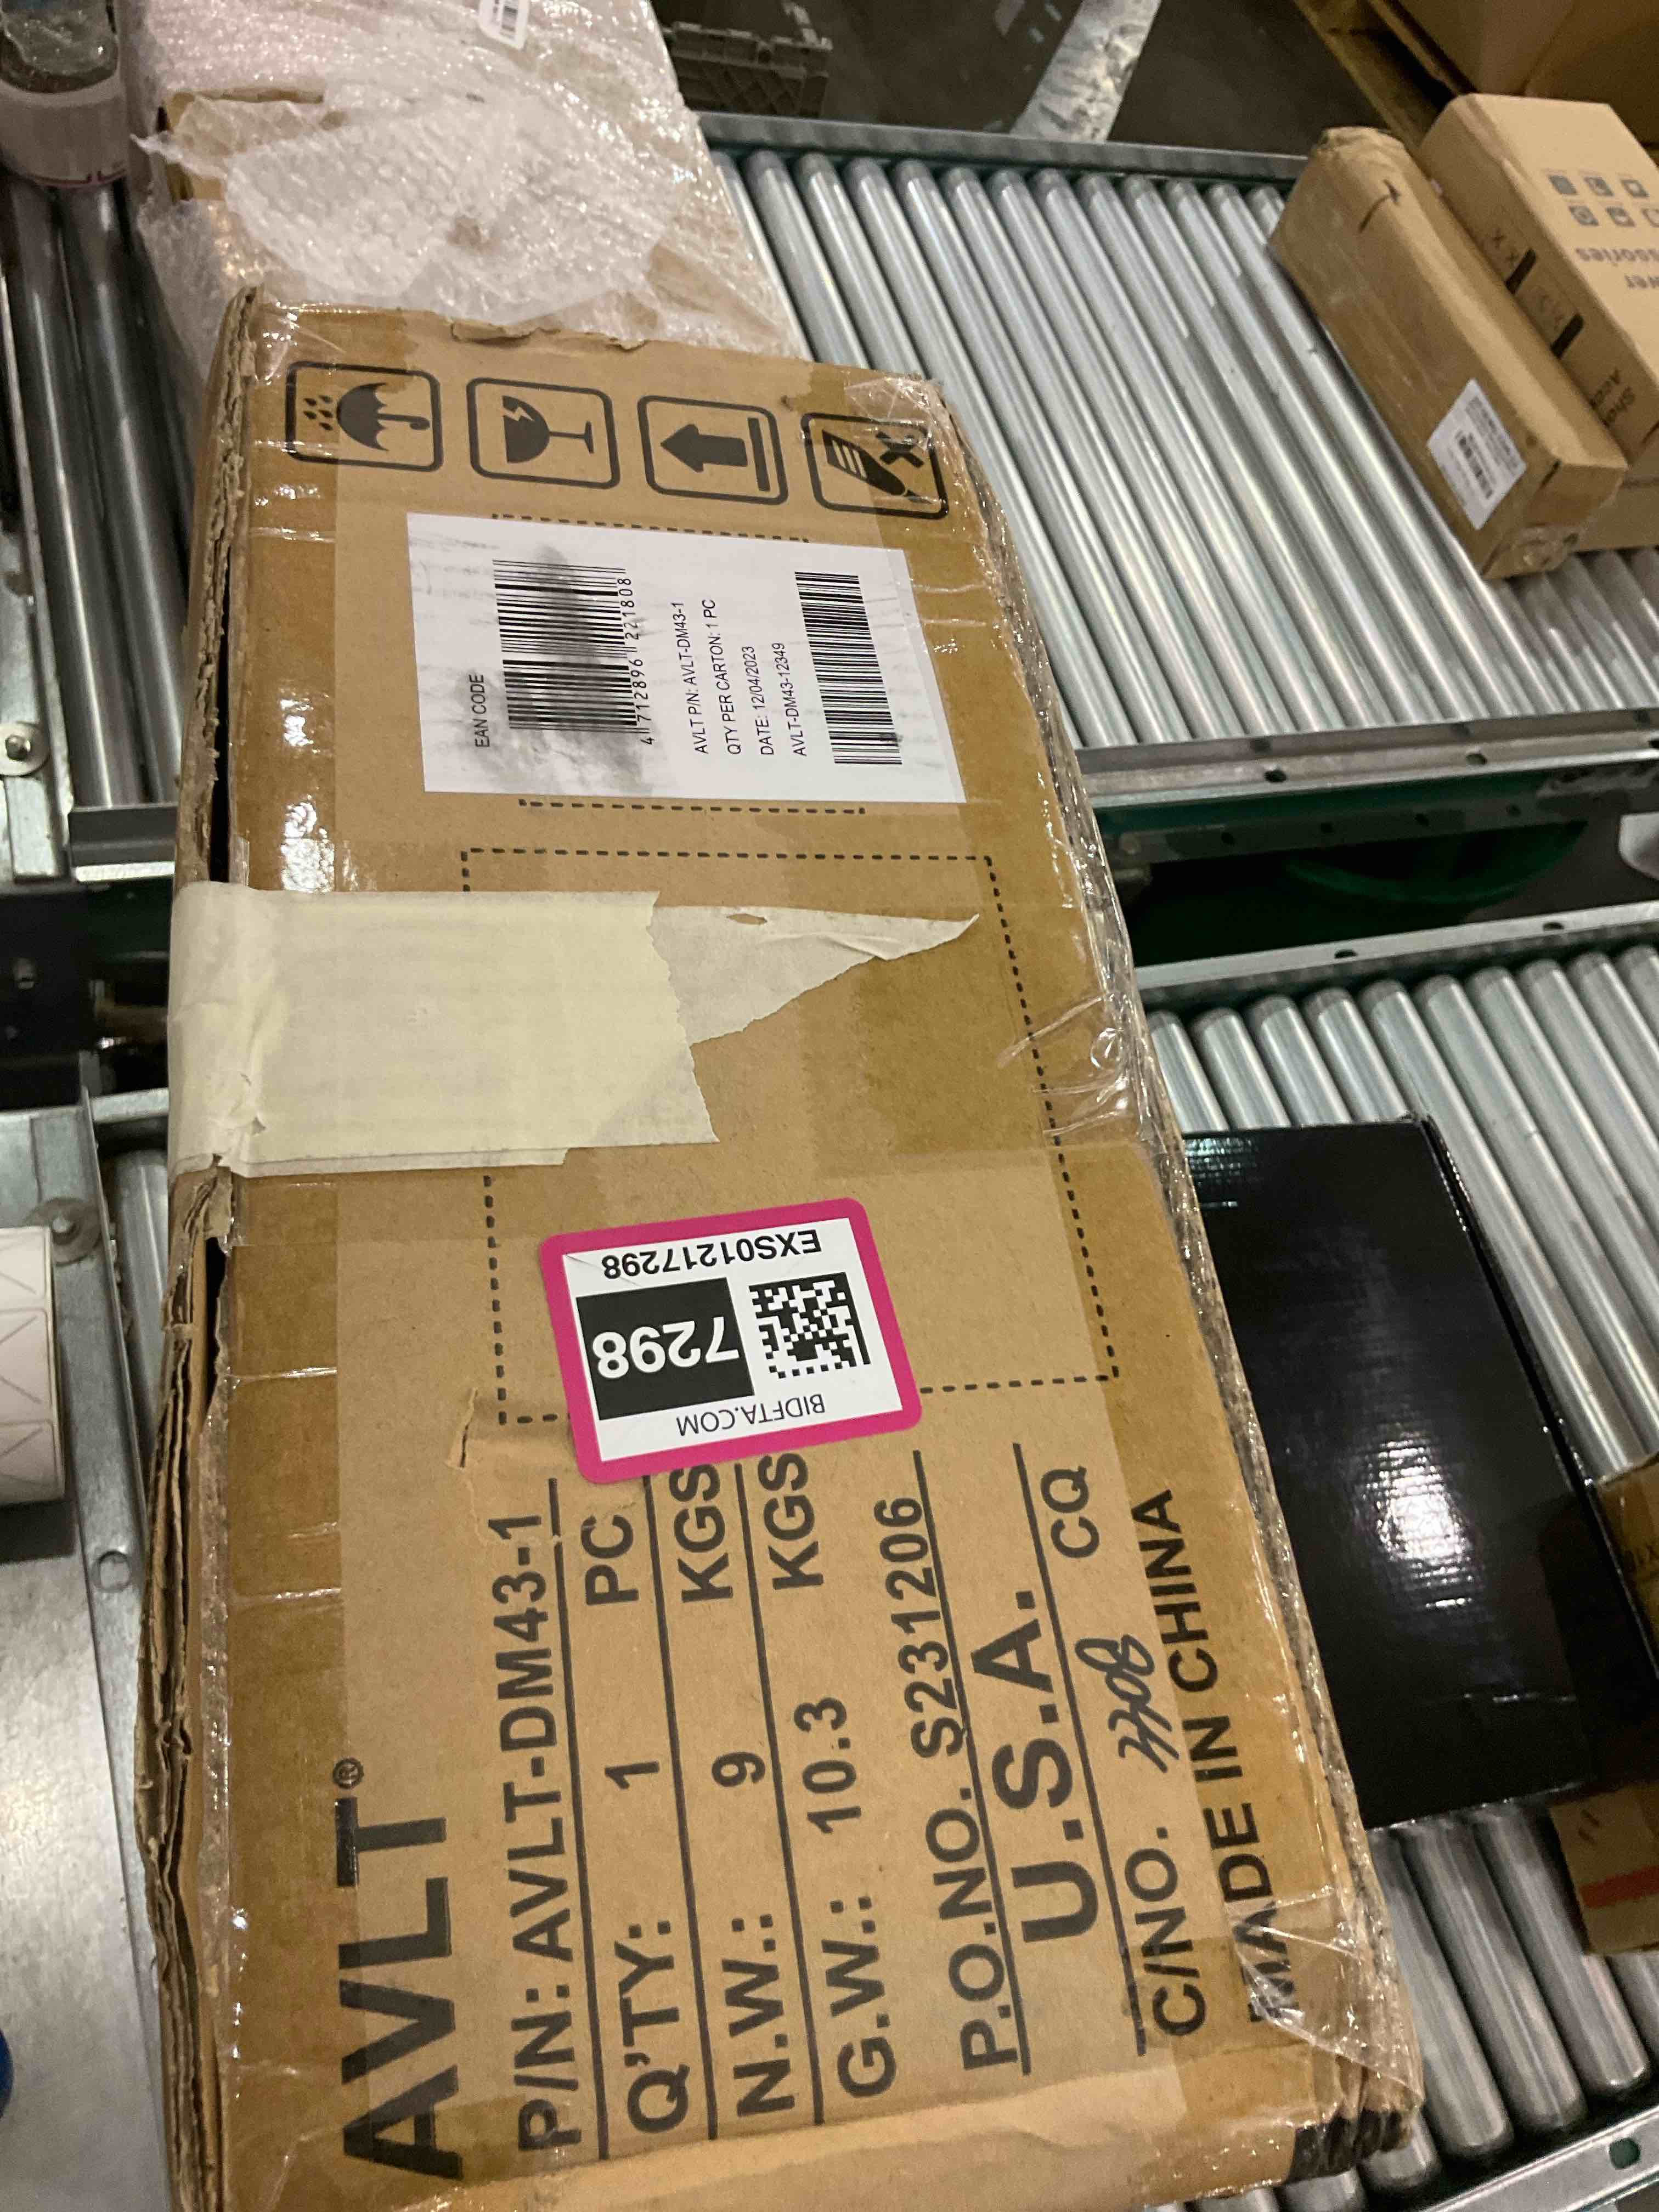 EAN CODE
4 712896 221808
AVLT P/N: AVLT-DM43-1
QTY PER CARTON: 1 PC
DATE: 12/04/2023
AVLT-DM43-12349
EXS01217298
7298
BIDFTA.COM
AVLT®
P/N: AVLT-DM43-1
Q'TY: 1 PC
N.W.: 9 KGS
G.W.: 10.3 KGS
P.O.NO. S231206
U.S.A.
C/NO. CQ
MADE IN CHINA